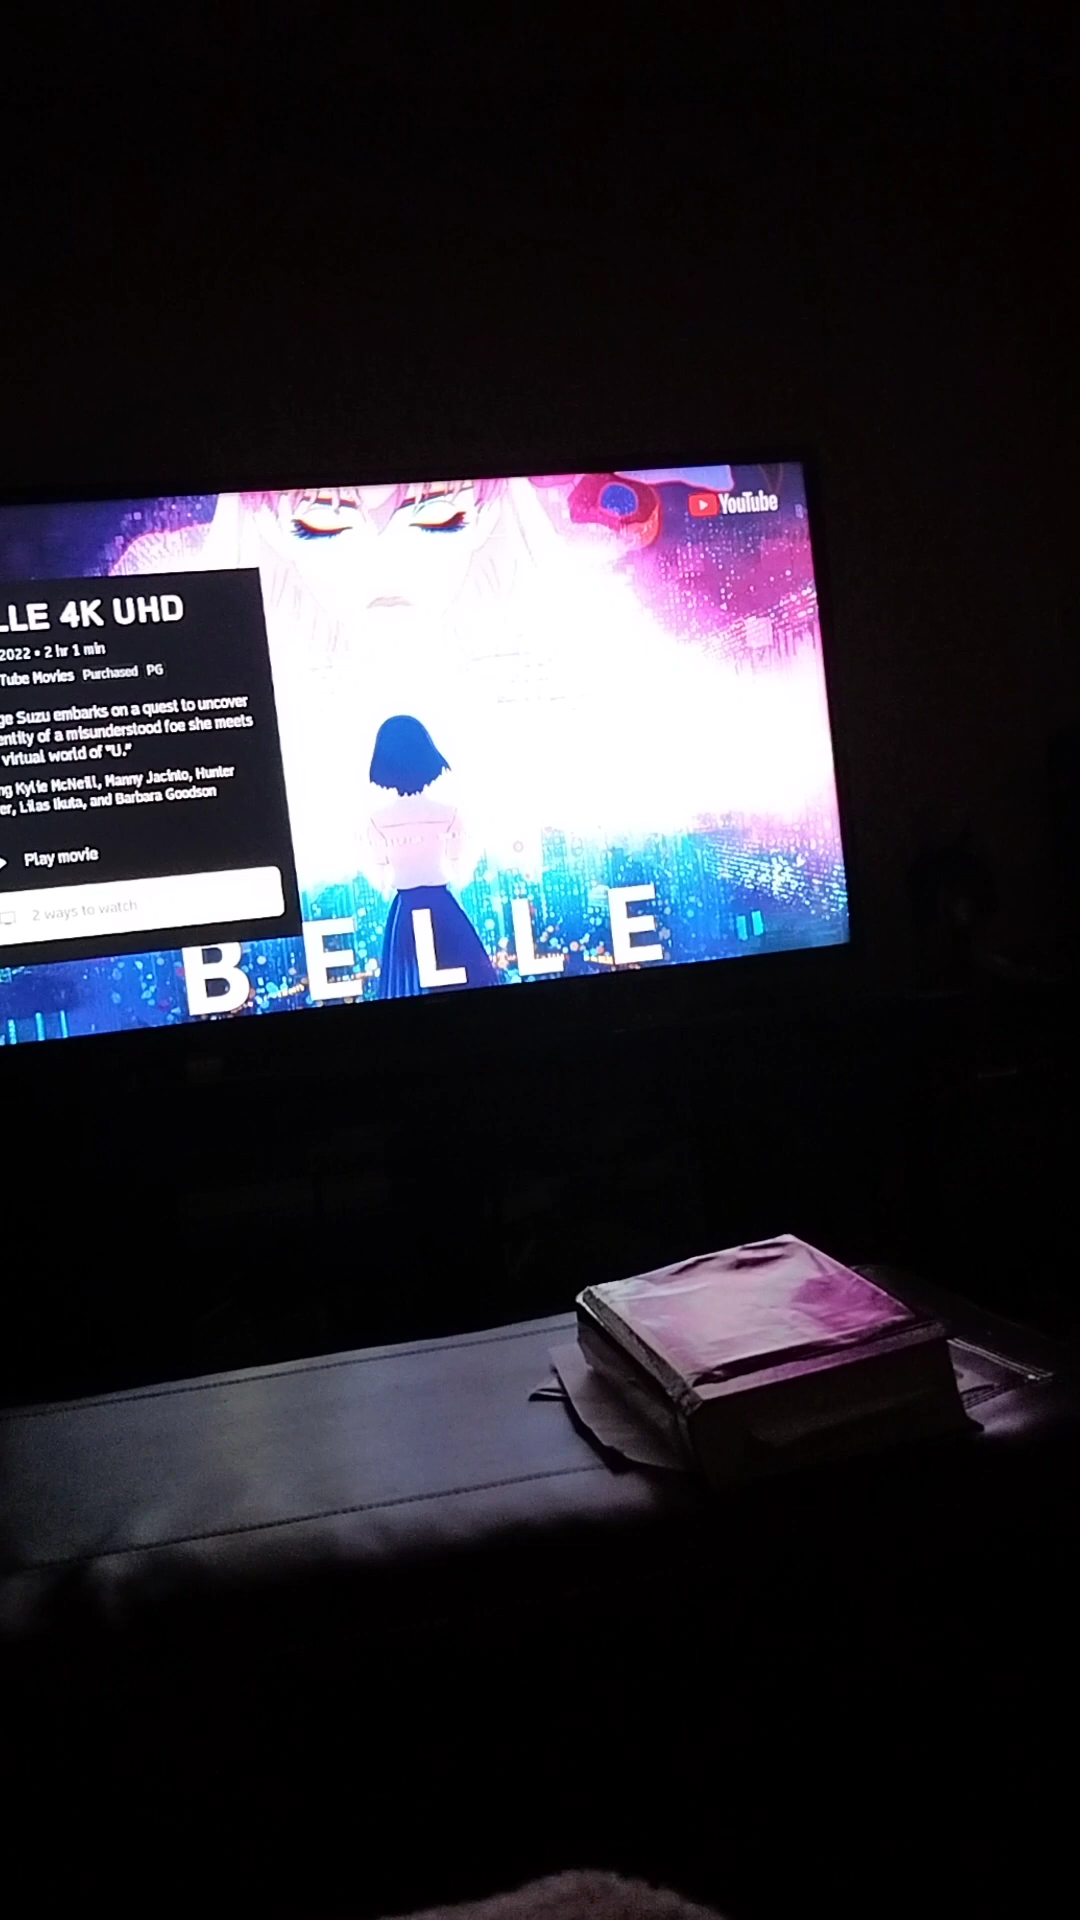 YouTube
LLE 4K UHD
2022 • 2 hr 1 min
Tube Movies Purchased PG
ge Suzu embarks on a quest to uncover
entity of a misunderstood foe she meets
virtual world of "U."
ng Kylie McNeill, Manny Jacinto, Hunter
er, Lilas Ikuta, and Barbara Goodson
Play movie
2 ways to watch
BELLE